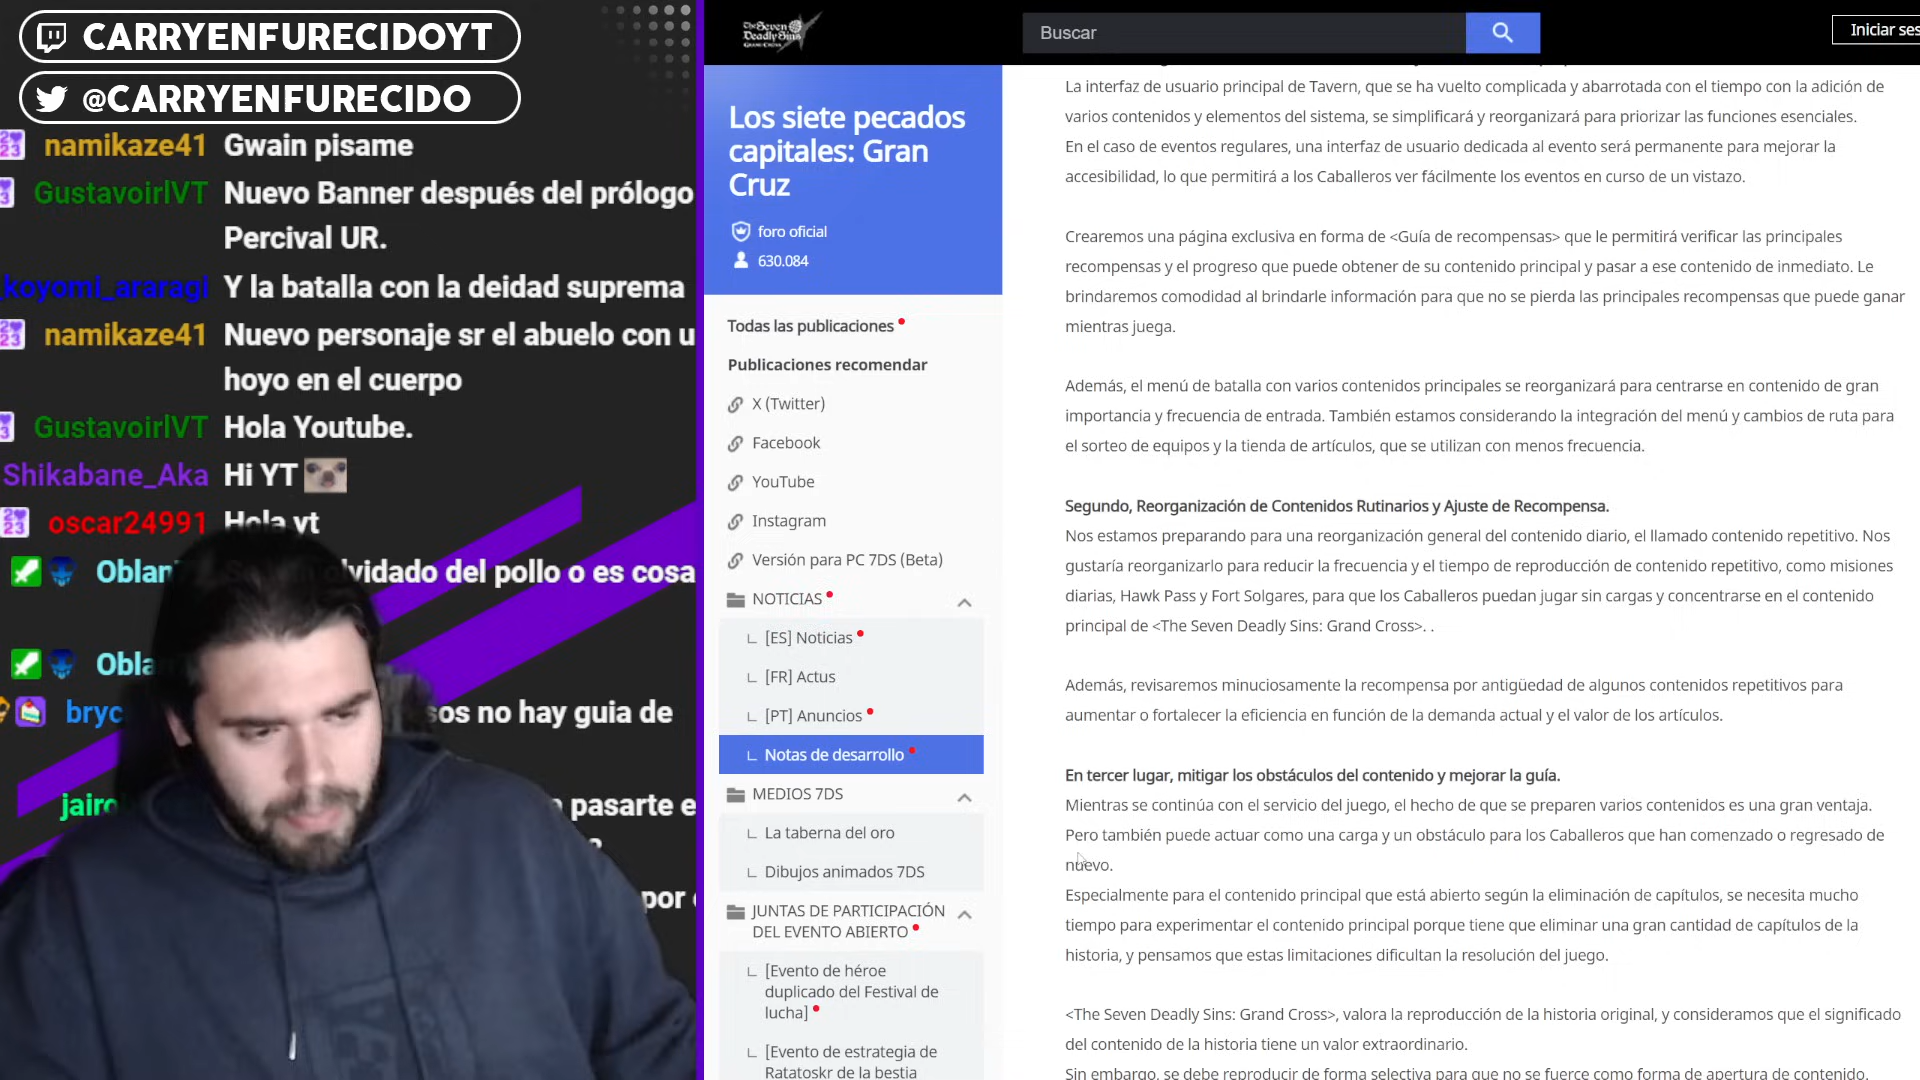 CARRYENFURECIDOYT
@CARRYENFURECIDO
namikaze41 Gwain pisame
GustavoirlVT Nuevo Banner después del prólogo
Percival UR.
koyomi_araragi Y la batalla con la deidad suprema
namikaze41 Nuevo personaje sr el abuelo con u
hoyo en el cuerpo
GustavoirlVT Hola Youtube.
Shikabane_Aka Hi YT
oscar24991 Hola yt
Oblan lvidado del pollo o es cosa
Obla
bryc sos no hay guia de
jairo pasarte e
por
The Seven Deadly Sins
GRAND CROSS
Buscar
Iniciar ses
Los siete pecados
capitales: Gran
Cruz
foro oficial
630.084
Todas las publicaciones
Publicaciones recomendar
X (Twitter)
Facebook
YouTube
Instagram
Versión para PC 7DS (Beta)
NOTICIAS
[ES] Noticias
[FR] Actus
[PT] Anuncios
Notas de desarrollo
MEDIOS 7DS
La taberna del oro
Dibujos animados 7DS
JUNTAS DE PARTICIPACIÓN
DEL EVENTO ABIERTO
[Evento de héroe
duplicado del Festival de
lucha]
[Evento de estrategia de
Ratatoskr de la bestia
La interfaz de usuario principal de Tavern, que se ha vuelto complicada y abarrotada con el tiempo con la adición de
varios contenidos y elementos del sistema, se simplificará y reorganizará para priorizar las funciones esenciales.
En el caso de eventos regulares, una interfaz de usuario dedicada al evento será permanente para mejorar la
accesibilidad, lo que permitirá a los Caballeros ver fácilmente los eventos en curso de un vistazo.
Crearemos una página exclusiva en forma de <Guía de recompensas> que le permitirá verificar las principales
recompensas y el progreso que puede obtener de su contenido principal y pasar a ese contenido de inmediato. Le
brindaremos comodidad al brindarle información para que no se pierda las principales recompensas que puede ganar
mientras juega.
Además, el menú de batalla con varios contenidos principales se reorganizará para centrarse en contenido de gran
importancia y frecuencia de entrada. También estamos considerando la integración del menú y cambios de ruta para
el sorteo de equipos y la tienda de artículos, que se utilizan con menos frecuencia.
Segundo, Reorganización de Contenidos Rutinarios y Ajuste de Recompensa.
Nos estamos preparando para una reorganización general del contenido diario, el llamado contenido repetitivo. Nos
gustaría reorganizarlo para reducir la frecuencia y el tiempo de reproducción de contenido repetitivo, como misiones
diarias, Hawk Pass y Fort Solgares, para que los Caballeros puedan jugar sin cargas y concentrarse en el contenido
principal de <The Seven Deadly Sins: Grand Cross>. .
Además, revisaremos minuciosamente la recompensa por antigüedad de algunos contenidos repetitivos para
aumentar o fortalecer la eficiencia en función de la demanda actual y el valor de los artículos.
En tercer lugar, mitigar los obstáculos del contenido y mejorar la guía.
Mientras se continúa con el servicio del juego, el hecho de que se preparen varios contenidos es una gran ventaja.
Pero también puede actuar como una carga y un obstáculo para los Caballeros que han comenzado o regresado de
nuevo.
Especialmente para el contenido principal que está abierto según la eliminación de capítulos, se necesita mucho
tiempo para experimentar el contenido principal porque tiene que eliminar una gran cantidad de capítulos de la
historia, y pensamos que estas limitaciones dificultan la resolución del juego.
<The Seven Deadly Sins: Grand Cross>, valora la reproducción de la historia original, y consideramos que el significado
del contenido de la historia tiene un valor extraordinario.
Sin embargo, se debe reproducir de forma selectiva para que no se fuerce como forma de apertura de contenido.